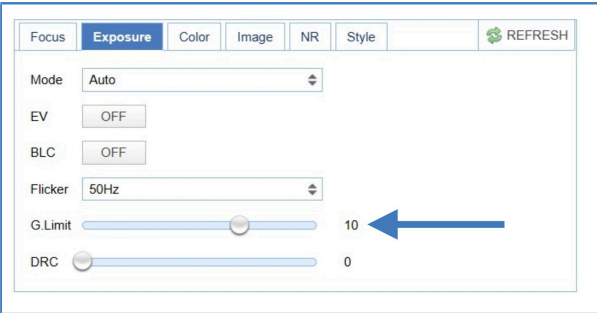 Focus Exposure Color Image NR Style REFRESH
Mode Auto
EV OFF
BLC OFF
Flicker 50Hz
G.Limit 10
DRC 0